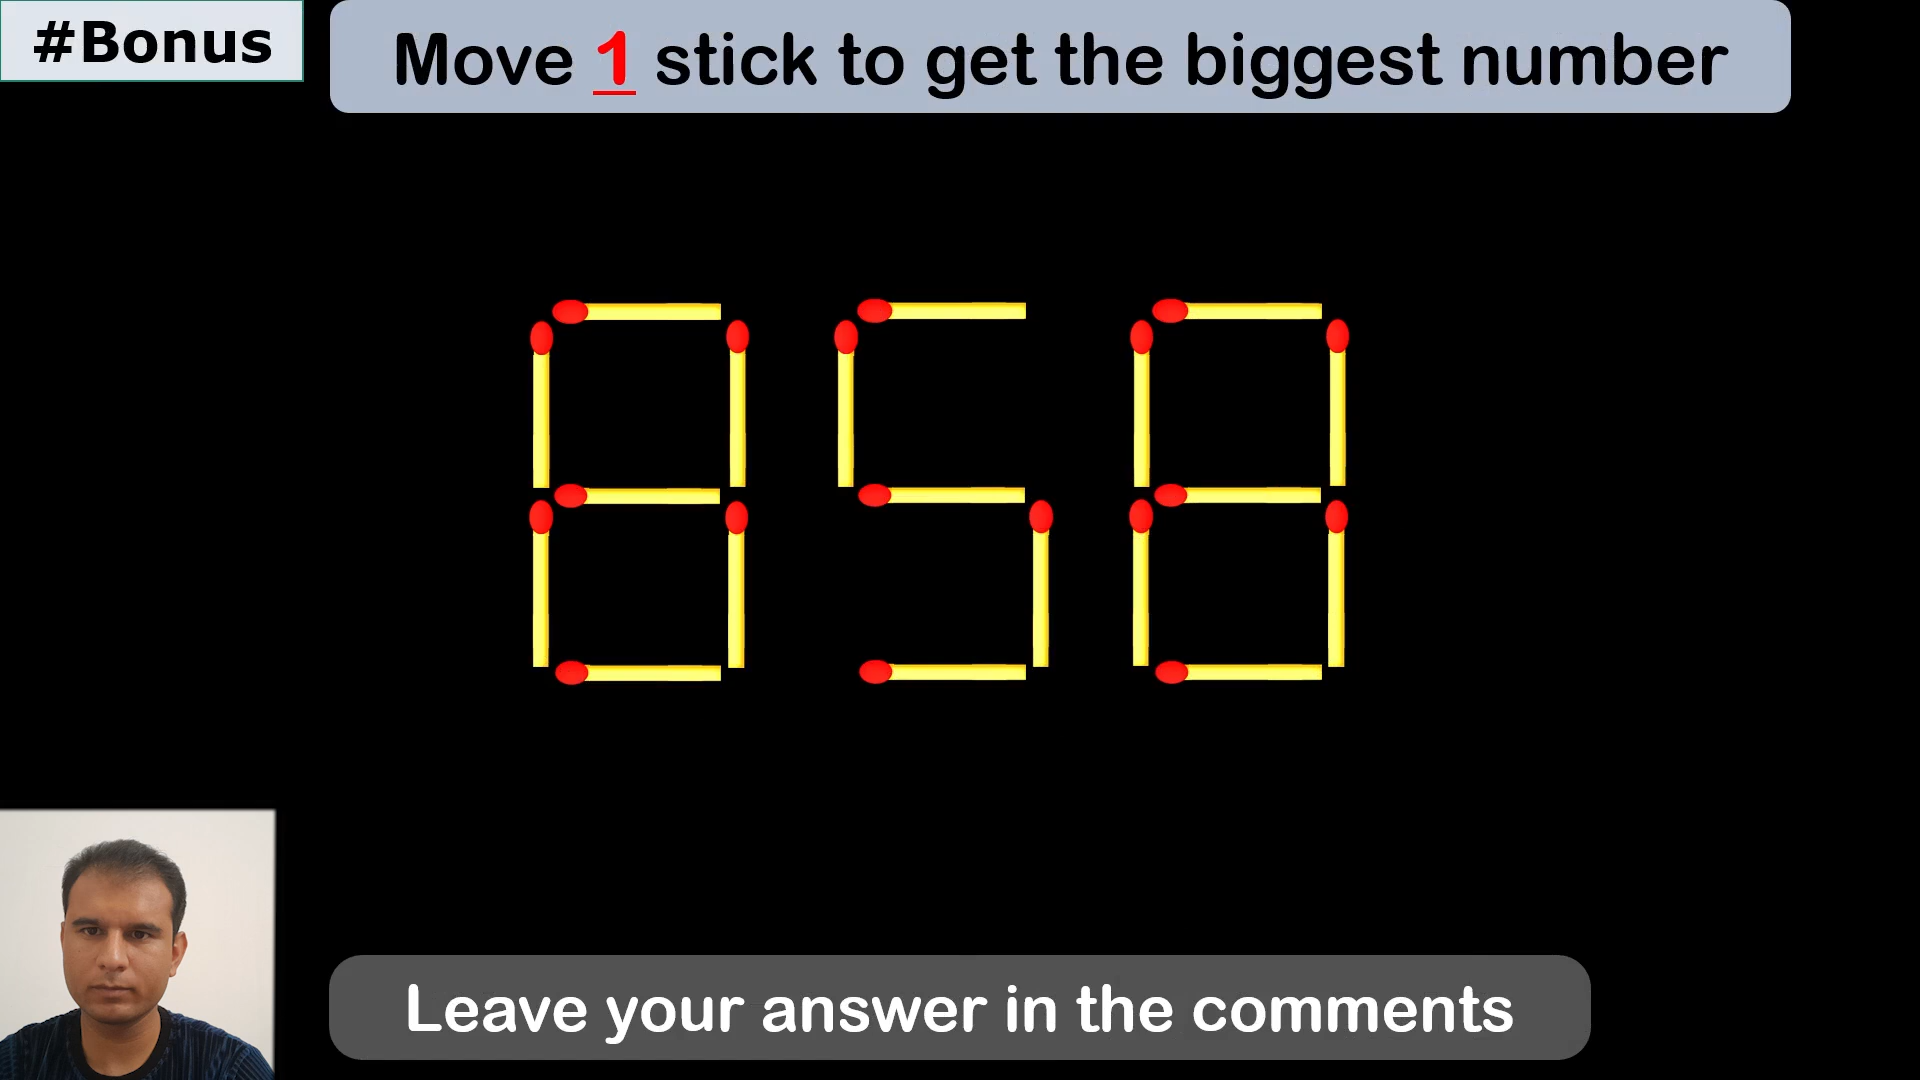 #Bonus
Move 1 stick to get the biggest number
858
Leave your answer in the comments